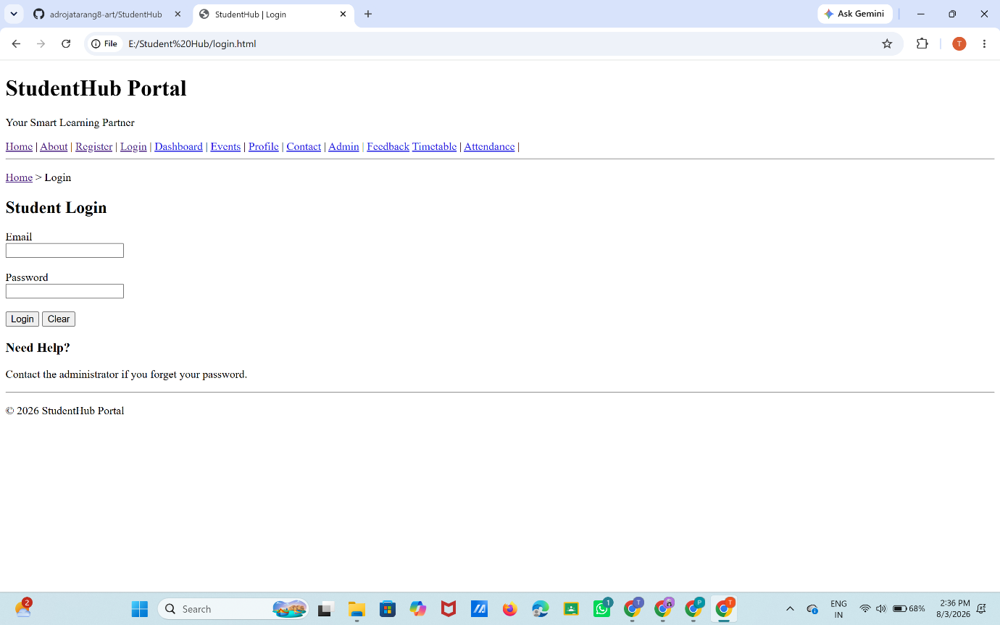 adrojatarang8-art/StudentHub
StudentHub | Login
Ask Gemini
File
E:/Student%20Hub/login.html
T
StudentHub Portal
Your Smart Learning Partner
Home | About | Register | Login | Dashboard | Events | Profile | Contact | Admin | Feedback Timetable | Attendance |
Home > Login
Student Login
Email
Password
Login Clear
Need Help?
Contact the administrator if you forget your password.
© 2026 StudentHub Portal
2
Search
1
T
P
T
ENG
IN
68%
2:36 PM
8/3/2026